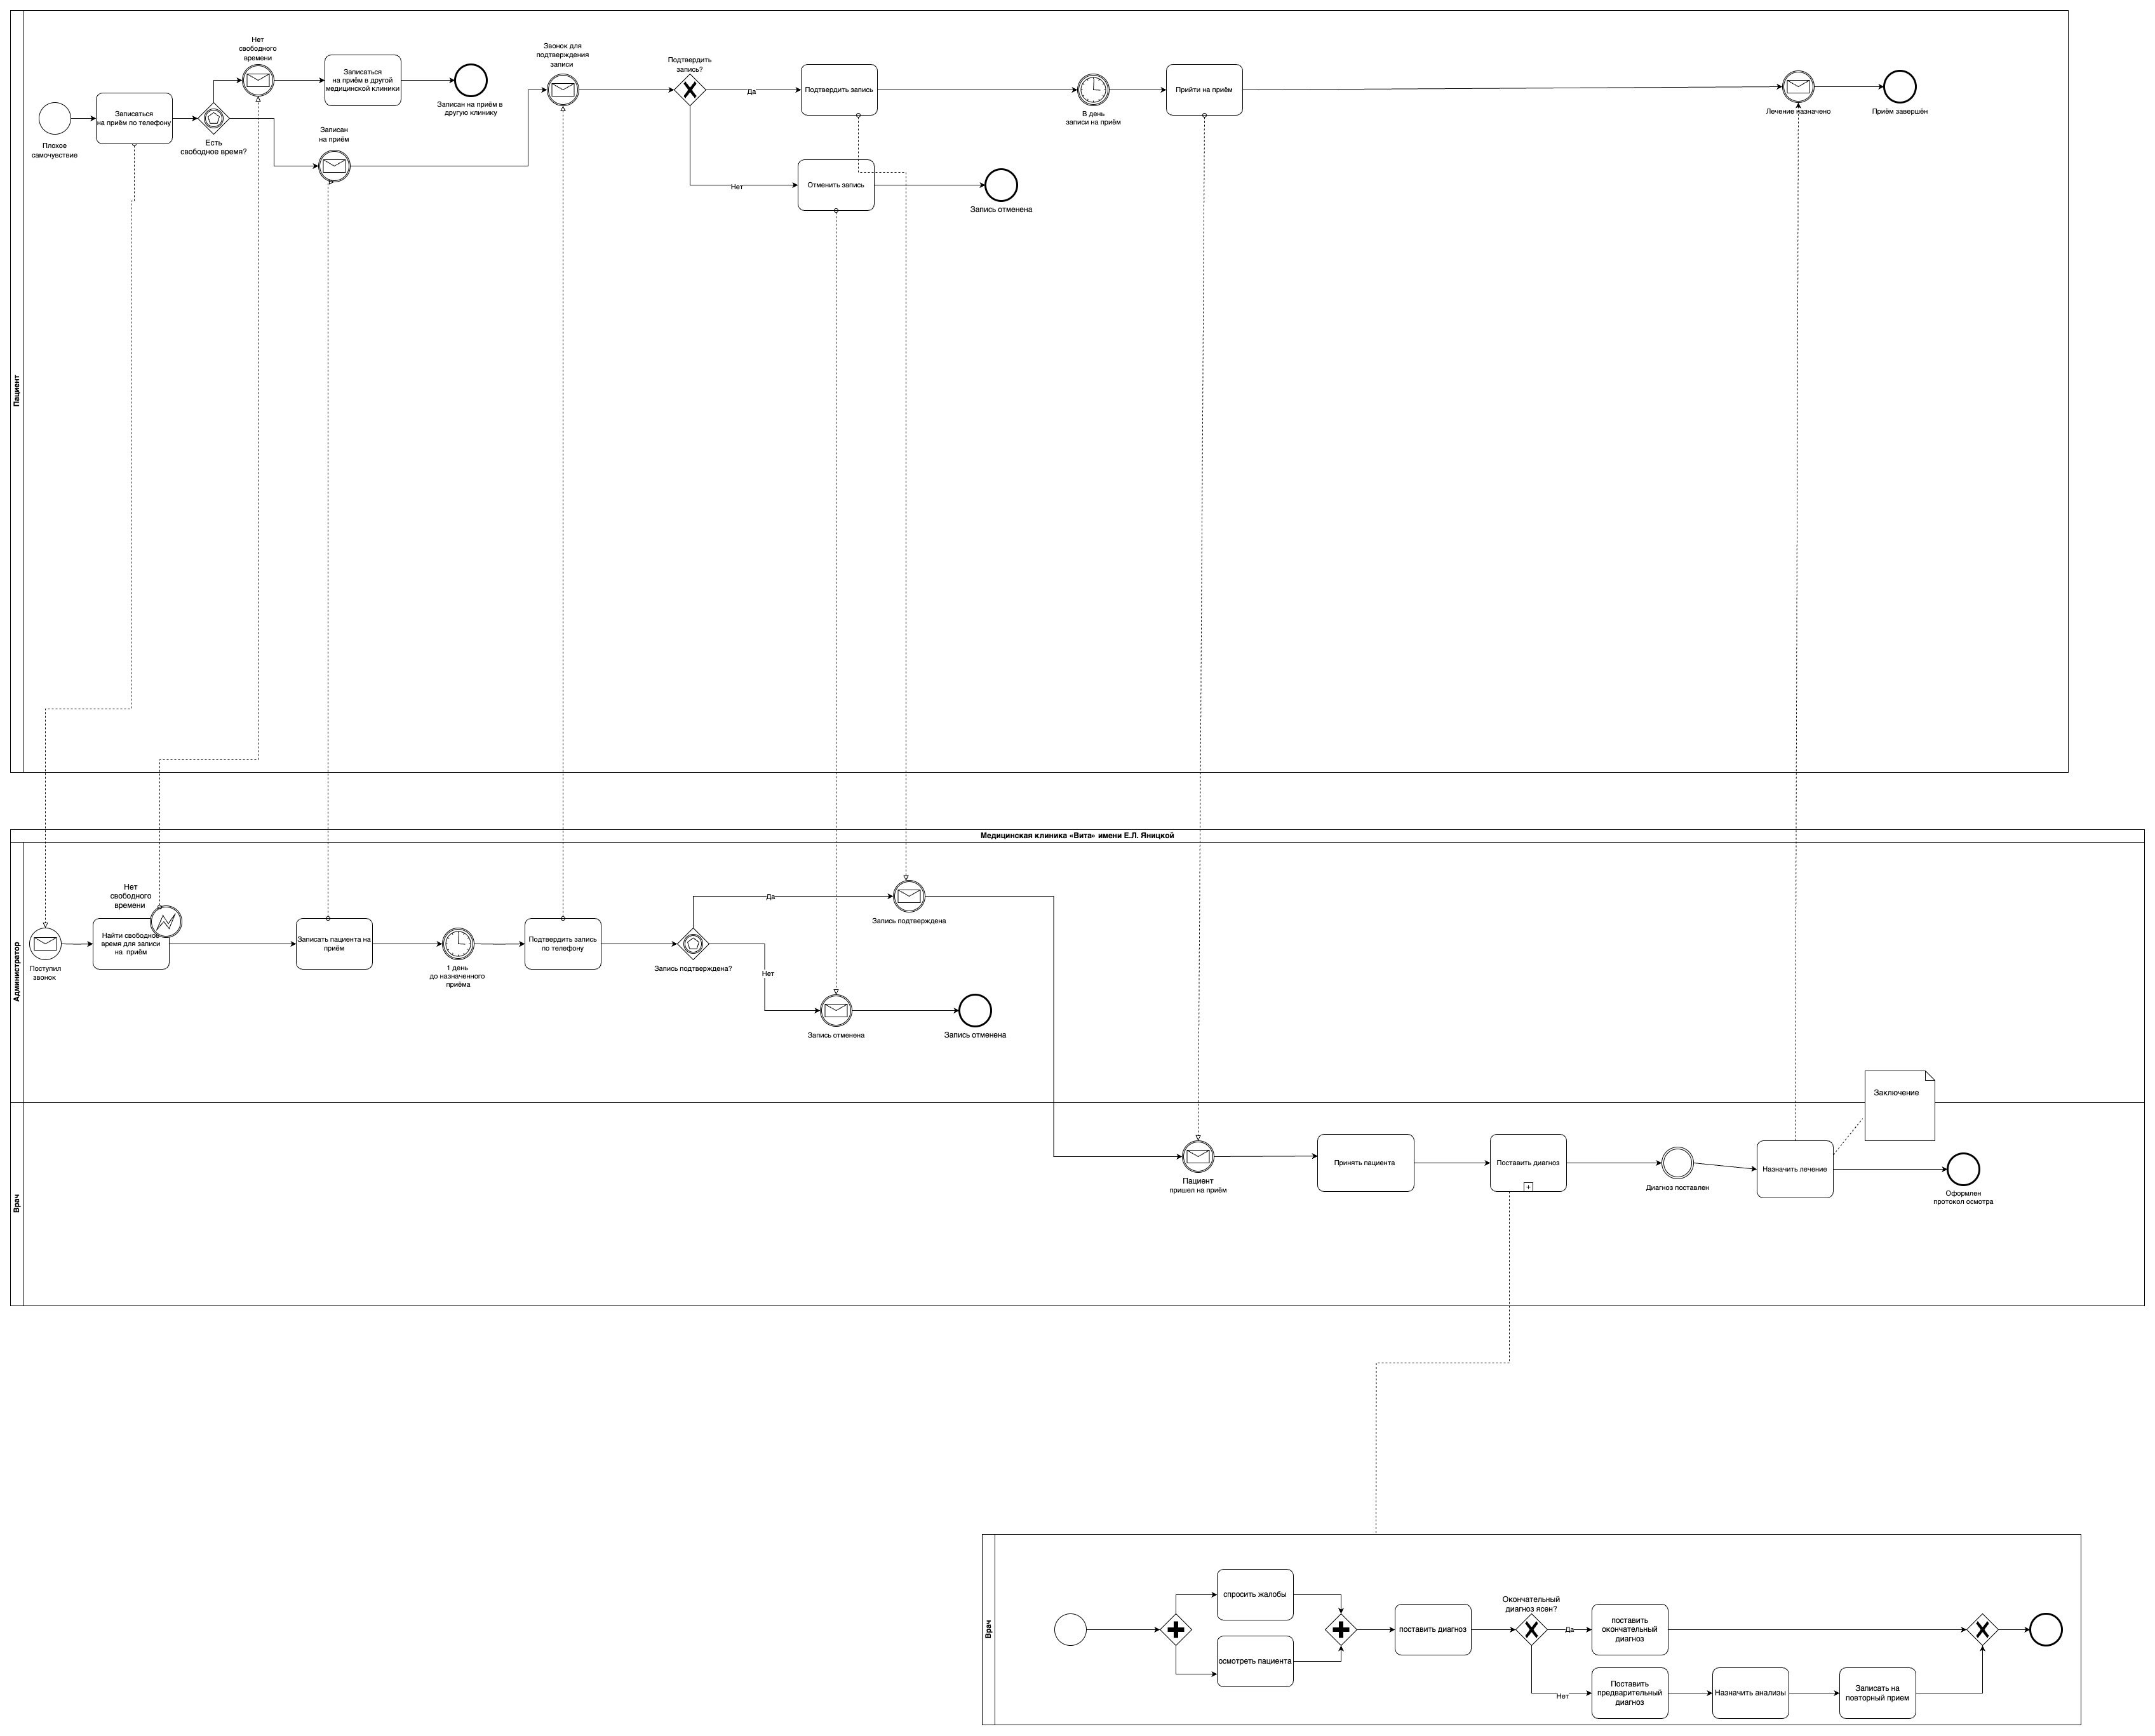 Пациент
Плохое
самочувствие
Записаться
на приём по телефону
Есть
свободное время?
Нет
свободного
времени
Записаться
на приём в другой
медицинской клиники
Записан на приём в
другую клинику
Записан
на приём
Звонок для
подтверждения
записи
Подтвердить
запись?
Да
Подтвердить запись
Нет
Отменить запись
Запись отменена
В день
записи на приём
Прийти на приём
Лечение назначено
Приём завершён
Медицинская клиника «Вита» имени Е.Л. Яницкой
Администратор
Поступил
звонок
Нет
свободного
времени
Найти свободное
время для записи
на приём
Записать пациента на
приём
1 день
до назначенного
приёма
Подтвердить запись
по телефону
Запись подтверждена?
Да
Запись подтверждена
Нет
Запись отменена
Запись отменена
Врач
Пациент
пришел на приём
Принять пациента
Поставить диагноз
Диагноз поставлен
Назначить лечение
Заключение
Оформлен
протокол осмотра
Врач
спросить жалобы
осмотреть пациента
поставить диагноз
Окончательный
диагноз ясен?
Да
поставить
окончательный
диагноз
Нет
Поставить
предварительный
диагноз
Назначить анализы
Записать на
повторный прием